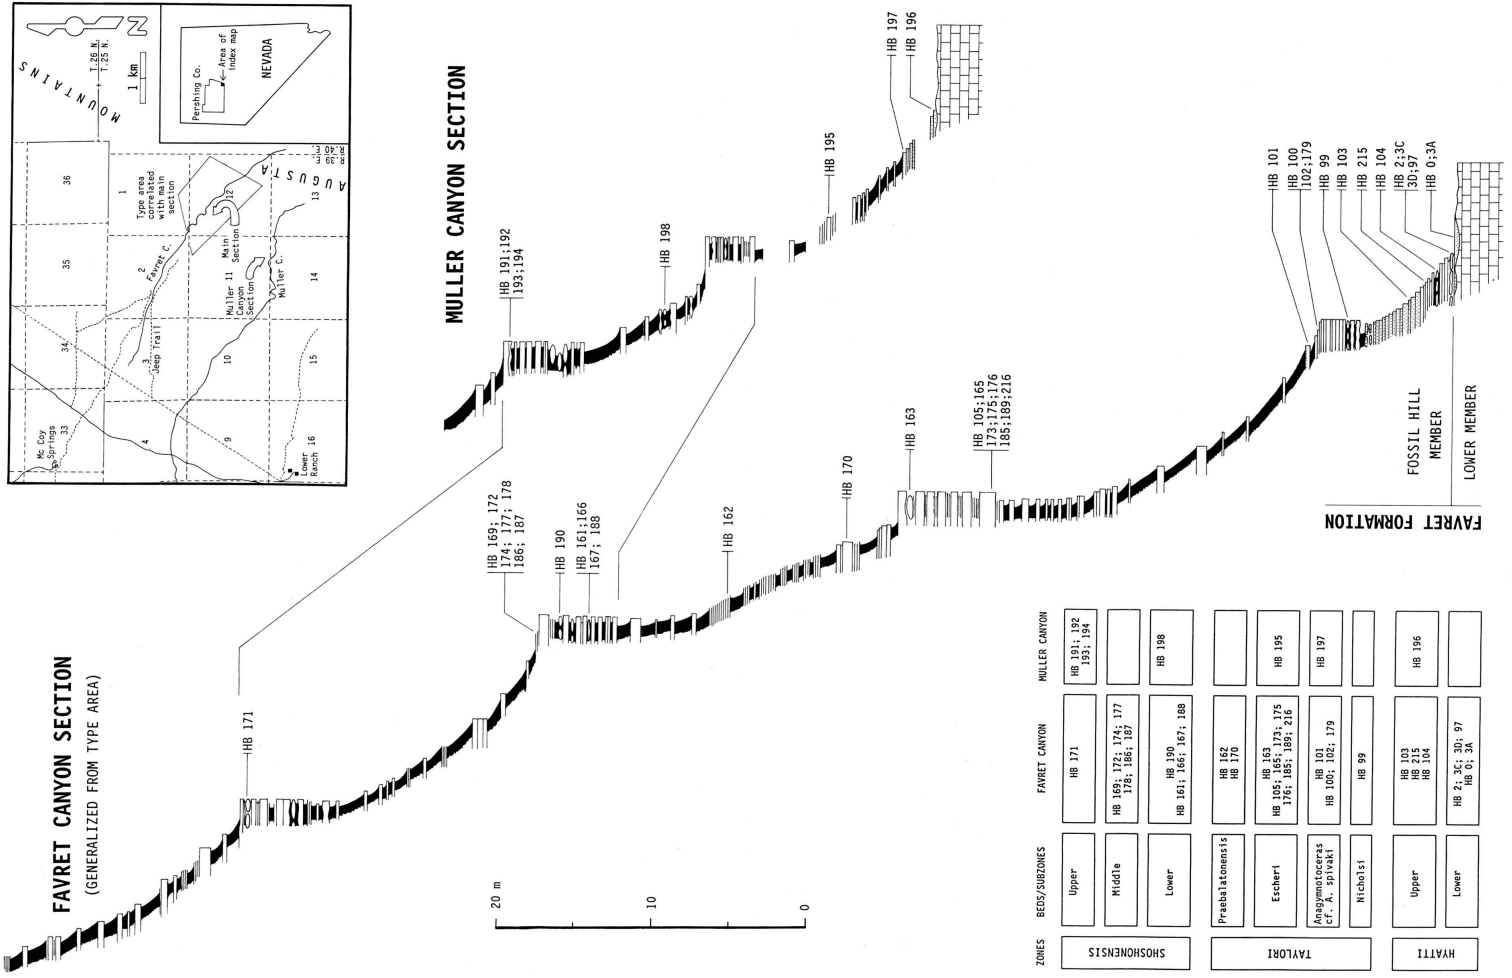 MOUNTAINS
T.26 N.
T.25 N.
N
1 km
Pershing Co.
Area of
index map
NEVADA
36
35
34
33
1
2
3
4
Type area
correlated
with main
section
R.39 E.
R.40 E.
AUGUSTA
12
13
Favret C.
Main
Section
Muller 11
Canyon
Section
Muller C.
14
Jeep Trail
10
15
Mc Coy
Springs
9
16
Lower
Ranch
MULLER CANYON SECTION
HB 197
HB 196
HB 195
HB 198
HB 191;192
193;194
FAVRET CANYON SECTION
(GENERALIZED FROM TYPE AREA)
HB 171
HB 169; 172
174; 177; 178
186; 187
HB 190
HB 161;166
167; 188
HB 162
HB 170
HB 163
HB 105;165
173;175;176
185;189;216
HB 101
HB 100
102;179
HB 99
HB 103
HB 215
HB 104
HB 2;3C
3D;97
HB 0;3A
FOSSIL HILL
MEMBER
LOWER MEMBER
FAVRET FORMATION
20 m
10
0
ZONES BEDS/SUBZONES FAVRET CANYON MULLER CANYON
SHOSHONENSIS
Upper
HB 171
HB 191; 192
193; 194
Middle
HB 169; 172; 174; 177
178; 186; 187
Lower
HB 190
HB 161; 166; 167; 188
HB 198
TAYLORI
Praebalatonensis
HB 162
HB 170
Escheri
HB 163
HB 105; 165; 173; 175
176; 185; 189; 216
HB 195
Anagymnotoceras
cf. A. spivaki
HB 101
HB 100; 102; 179
HB 197
Nicholsi
HB 99
HYATTI
Upper
HB 103
HB 215
HB 104
HB 196
Lower
HB 2; 3C; 3D; 97
HB 0; 3A